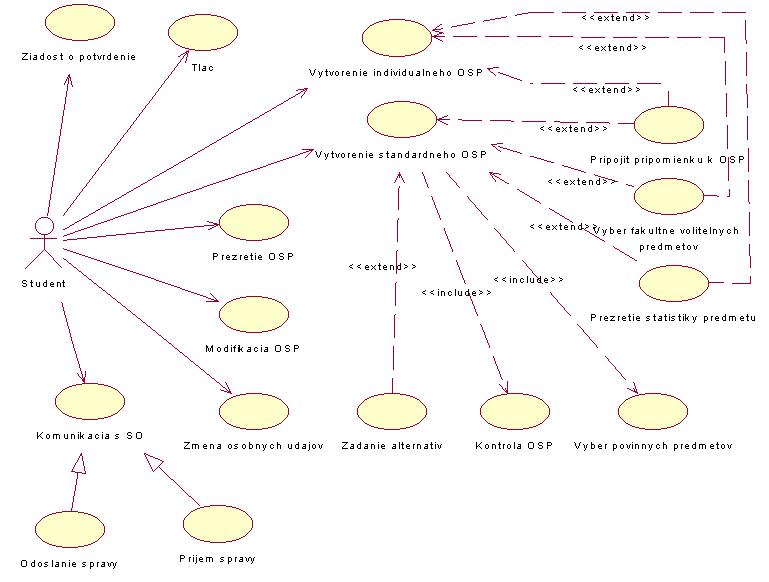 <<extend>>
Ziadost o potvrdenie
<<extend>>
Tlac
Vytvorenie individualneho OSP
<<extend>>
<<extend>>
Vytvorenie standardneho OSP
Pripojit pripomienku k OSP
<<extend>>
<<extend>>
Vyber fakultne volitelnych
predmetov
Prezretie OSP
<<extend>>
Student
<<include>>
<<include>>
Prezretie statistiky predmetu
Modifikacia OSP
Komunikacia s SO
Zmena osobnych udajov
Zadanie alternativ
Kontrola OSP
Vyber povinnych predmetov
Odoslanie spravy
Prijem spravy